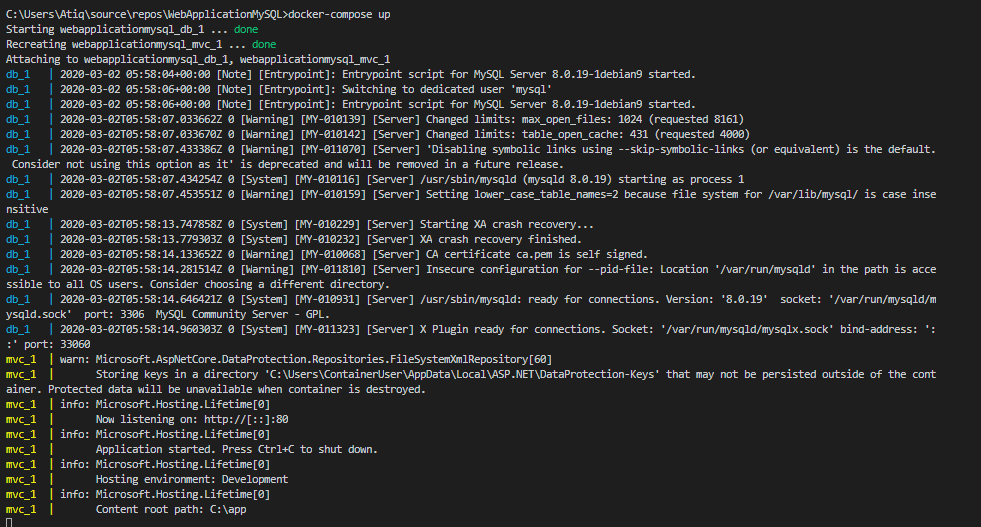 C:\Users\Atiq\source\repos\WebApplicationMySQL>docker-compose up
Starting webapplicationmysql_db_1 ... done
Recreating webapplicationmysql_mvc_1 ... done
Attaching to webapplicationmysql_db_1, webapplicationmysql_mvc_1
db_1   | 2020-03-02 05:58:04+00:00 [Note] [Entrypoint]: Entrypoint script for MySQL Server 8.0.19-1debian9 started.
db_1   | 2020-03-02 05:58:06+00:00 [Note] [Entrypoint]: Switching to dedicated user 'mysql'
db_1   | 2020-03-02 05:58:06+00:00 [Note] [Entrypoint]: Entrypoint script for MySQL Server 8.0.19-1debian9 started.
db_1   | 2020-03-02T05:58:07.033662Z 0 [Warning] [MY-010139] [Server] Changed limits: max_open_files: 1024 (requested 8161)
db_1   | 2020-03-02T05:58:07.033670Z 0 [Warning] [MY-010142] [Server] Changed limits: table_open_cache: 431 (requested 4000)
db_1   | 2020-03-02T05:58:07.433386Z 0 [Warning] [MY-011070] [Server] 'Disabling symbolic links using --skip-symbolic-links (or equivalent) is the default.
 Consider not using this option as it' is deprecated and will be removed in a future release.
db_1   | 2020-03-02T05:58:07.434254Z 0 [System] [MY-010116] [Server] /usr/sbin/mysqld (mysqld 8.0.19) starting as process 1
db_1   | 2020-03-02T05:58:07.453551Z 0 [Warning] [MY-010159] [Server] Setting lower_case_table_names=2 because file system for /var/lib/mysql/ is case inse
nsitive
db_1   | 2020-03-02T05:58:13.747858Z 0 [System] [MY-010229] [Server] Starting XA crash recovery...
db_1   | 2020-03-02T05:58:13.779303Z 0 [System] [MY-010232] [Server] XA crash recovery finished.
db_1   | 2020-03-02T05:58:14.133652Z 0 [Warning] [MY-010068] [Server] CA certificate ca.pem is self signed.
db_1   | 2020-03-02T05:58:14.281514Z 0 [Warning] [MY-011810] [Server] Insecure configuration for --pid-file: Location '/var/run/mysqld' in the path is acce
ssible to all OS users. Consider choosing a different directory.
db_1   | 2020-03-02T05:58:14.646421Z 0 [System] [MY-010931] [Server] /usr/sbin/mysqld: ready for connections. Version: '8.0.19'  socket: '/var/run/mysqld/m
ysqld.sock'  port: 3306  MySQL Community Server - GPL.
db_1   | 2020-03-02T05:58:14.960303Z 0 [System] [MY-011323] [Server] X Plugin ready for connections. Socket: '/var/run/mysqld/mysqlx.sock' bind-address: ':
:' port: 33060
mvc_1  | warn: Microsoft.AspNetCore.DataProtection.Repositories.FileSystemXmlRepository[60]
mvc_1  |       Storing keys in a directory 'C:\Users\ContainerUser\AppData\Local\ASP.NET\DataProtection-Keys' that may not be persisted outside of the cont
ainer. Protected data will be unavailable when container is destroyed.
mvc_1  | info: Microsoft.Hosting.Lifetime[0]
mvc_1  |       Now listening on: http://[::]:80
mvc_1  | info: Microsoft.Hosting.Lifetime[0]
mvc_1  |       Application started. Press Ctrl+C to shut down.
mvc_1  | info: Microsoft.Hosting.Lifetime[0]
mvc_1  |       Hosting environment: Development
mvc_1  | info: Microsoft.Hosting.Lifetime[0]
mvc_1  |       Content root path: C:\app